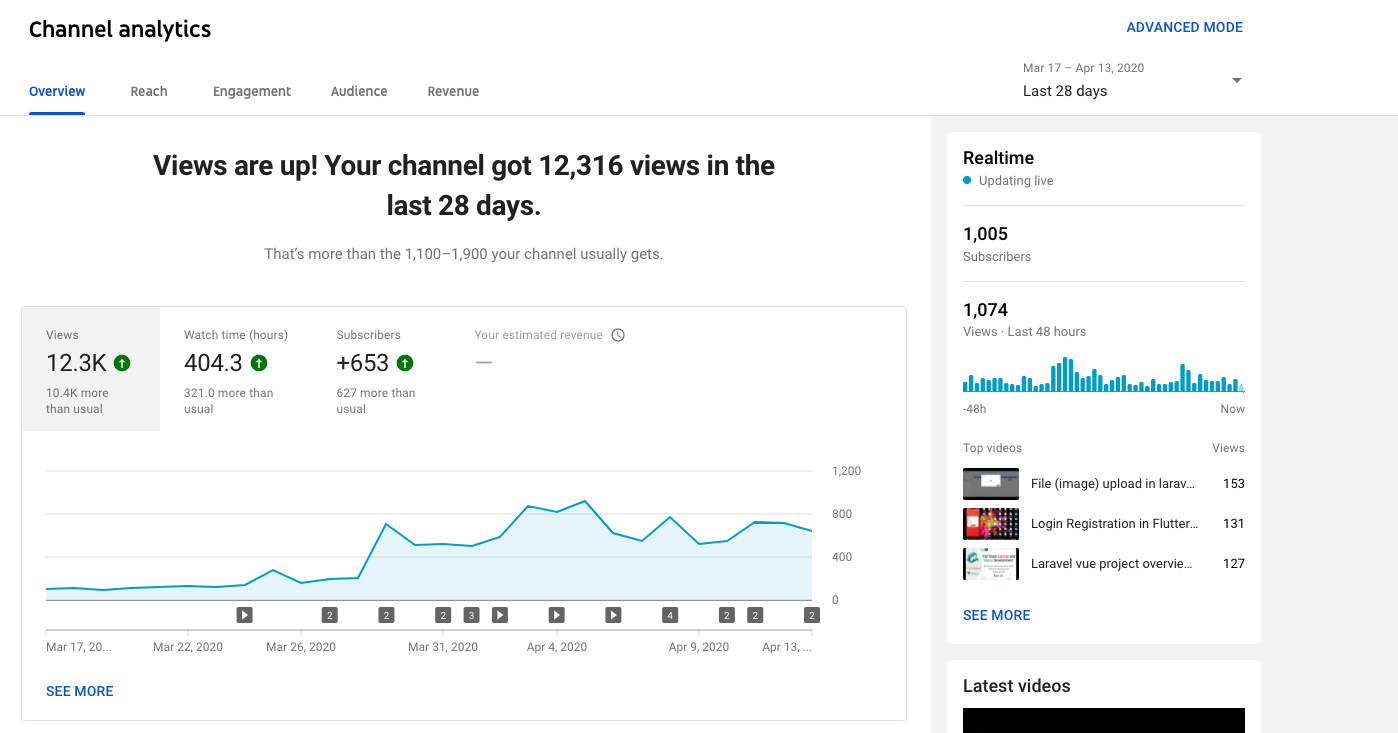 Channel analytics
ADVANCED MODE
Overview
Reach
Engagement
Audience
Revenue
Mar 17 – Apr 13, 2020
Last 28 days
Views are up! Your channel got 12,316 views in the
last 28 days.
That's more than the 1,100–1,900 your channel usually gets.
Views
12.3K
10.4K more
than usual
Watch time (hours)
404.3
321.0 more than
usual
Subscribers
+653
627 more than
usual
Your estimated revenue
—
1,200
800
400
0
2
2
2
3
4
2
2
2
Mar 17, 20...
Mar 22, 2020
Mar 26, 2020
Mar 31, 2020
Apr 4, 2020
Apr 9, 2020
Apr 13, ...
SEE MORE
Realtime
Updating live
1,005
Subscribers
1,074
Views · Last 48 hours
-48h
Now
Top videos
Views
File (image) upload in larav...
153
Login Registration in Flutter...
131
Laravel vue project overvie...
127
SEE MORE
Latest videos